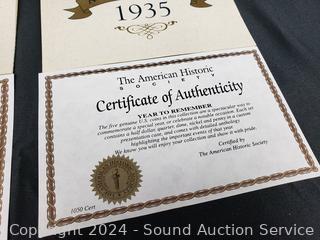 1935
The American Historic
SOCIETY
Certificate of Authenticity
YEAR TO REMEMBER
The five genuine U.S. coins in this collection are a spectacular way to
commemorate a special year, or celebrate a notable occasion. Each set
contains a half dollar, quarter, dime, nickel and penny in a custom
presentation case, and comes with detailed anthology
highlighting the important events of that year
We know you will enjoy your collection and show it with pride.
Certified by
The American Historic Society
1050 Cert
Copyright 2024 - Sound Auction Service